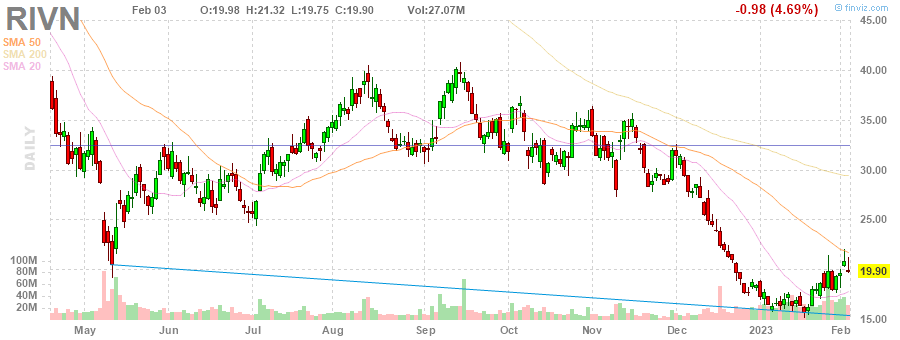 RIVN Feb 03 O:19.98 H:21.32 L:19.75 C:19.90 Vol:27.07M -0.98 (4.69%) finviz.com
SMA 50
SMA 200
SMA 20
DAILY
45.00
40.00
35.00
30.00
25.00
19.90
15.00
100M
80M
60M
40M
20M
May Jun Jul Aug Sep Oct Nov Dec 2023 Feb